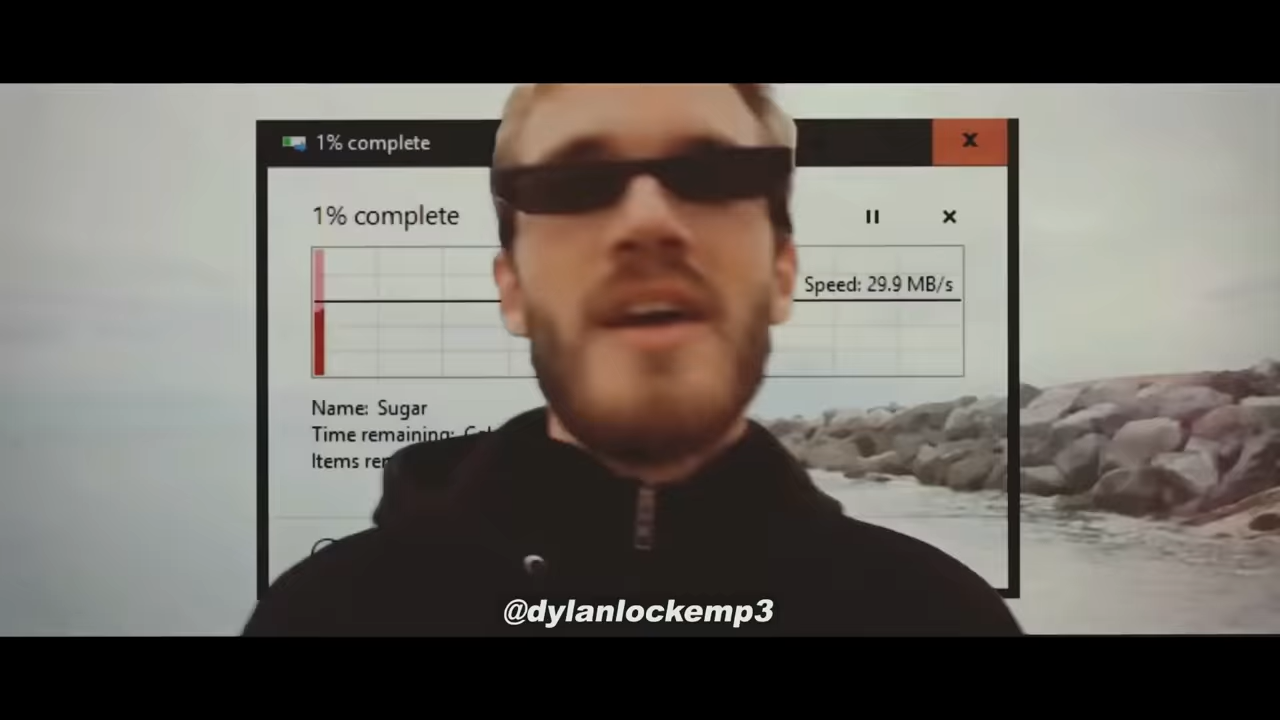 1% complete
1% complete
Speed: 29.9 MB/s
Name: Sugar
Time remaining:
Items
@dylanlockemp3